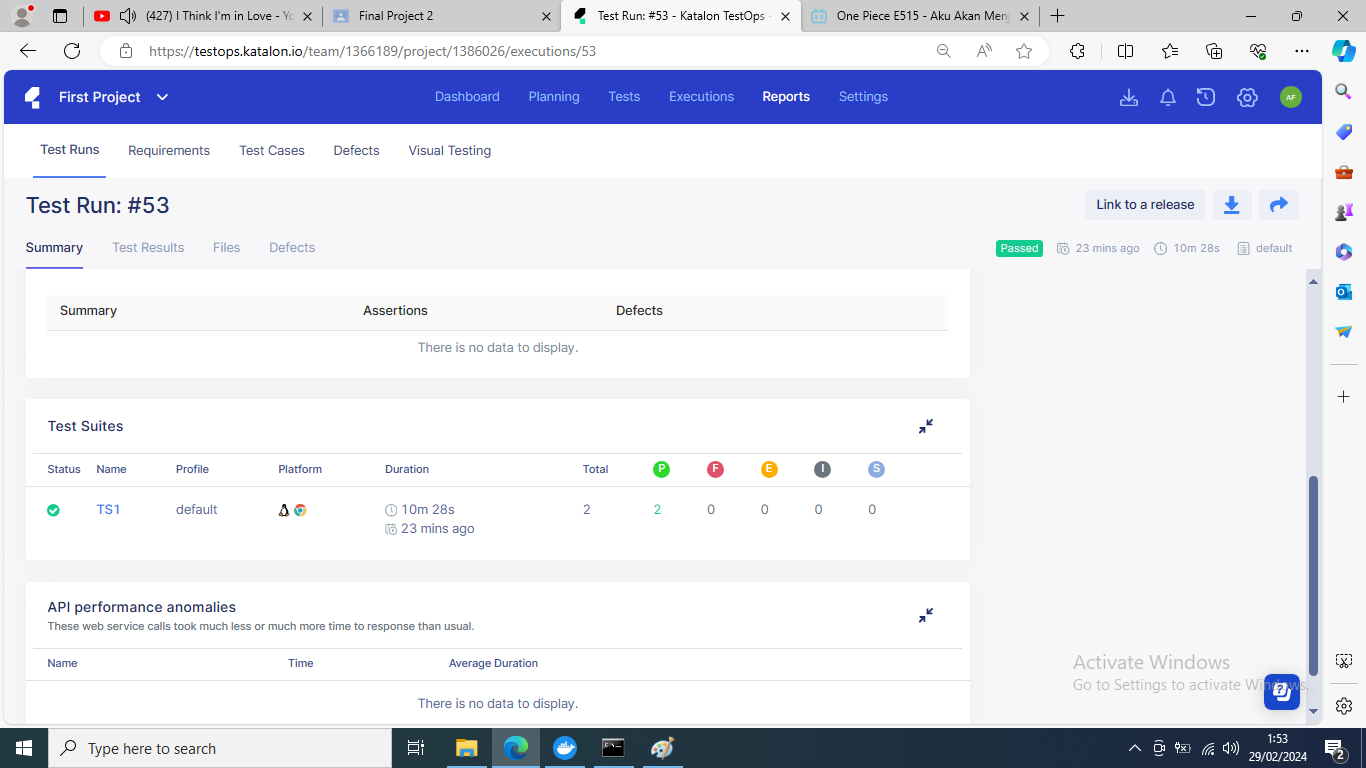 (427) I Think I'm in Love - Yo
Final Project 2
Test Run: #53 - Katalon TestOps -
One Piece E515 - Aku Akan Menj
https://testops.katalon.io/team/1366189/project/1386026/executions/53
First Project
Dashboard Planning Tests Executions Reports Settings
AF
Test Runs Requirements Test Cases Defects Visual Testing
Test Run: #53
Link to a release
Summary Test Results Files Defects
Passed 23 mins ago 10m 28s default
Summary Assertions Defects
There is no data to display.
Test Suites
Status Name Profile Platform Duration Total P F E I S
TS1 default 10m 28s 2 2 0 0 0 0
23 mins ago
API performance anomalies
These web service calls took much less or much more time to response than usual.
Name Time Average Duration
There is no data to display.
Activate Windows
Go to Settings to activate Windows.
Type here to search
1:53
29/02/2024
2